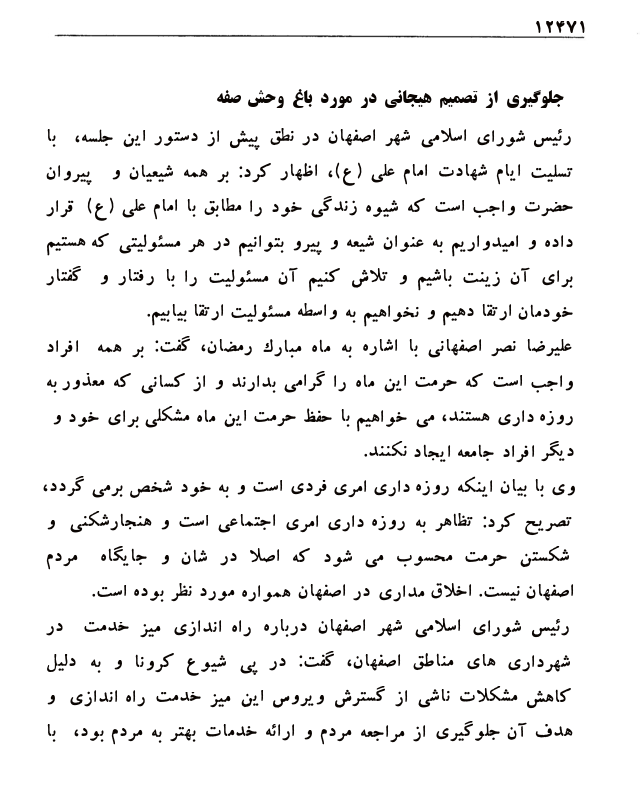 ۱۲۴۷۱
جلوگیری از تصمیم هیجانی در مورد باغ وحش صفه
رئیس شورای اسلامی شهر اصفهان در نطق پیش از دستور این جلسه، با
تسلیت ایام شهادت امام علی (ع)، اظهار کرد: بر همه شیعیان و پیروان
حضرت واجب است که شیوه زندگی خود را مطابق با امام علی (ع) قرار
داده و امیدواریم به عنوان شیعه و پیرو بتوانیم در هر مسئولیتی که هستیم
برای آن زینت باشیم و تلاش کنیم آن مسئولیت را با رفتار و گفتار
خودمان ارتقا دهیم و نخواهیم به واسطه مسئولیت ارتقا بیابیم.
علیرضا نصر اصفهانی با اشاره به ماه مبارك رمضان، گفت: بر همه افراد
واجب است که حرمت این ماه را گرامی بدارند و از کسانی که معذور به
روزه داری هستند، می خواهیم با حفظ حرمت این ماه مشکلی برای خود و
دیگر افراد جامعه ایجاد نکنند.
وی با بیان اینکه روزه داری امری فردی است و به خود شخص برمی گردد،
تصریح کرد: تظاهر به روزه داری امری اجتماعی است و هنجارشکنی و
شکستن حرمت محسوب می شود که اصلا در شان و جایگاه مردم
اصفهان نیست. اخلاق مداری در اصفهان همواره مورد نظر بوده است.
رئیس شورای اسلامی شهر اصفهان درباره راه اندازی میز خدمت در
شهرداری های مناطق اصفهان، گفت: در پی شیوع کرونا و به دلیل
کاهش مشکلات ناشی از گسترش ویروس این میز خدمت راه اندازی و
هدف آن جلوگیری از مراجعه مردم و ارائه خدمات بهتر به مردم بود، با